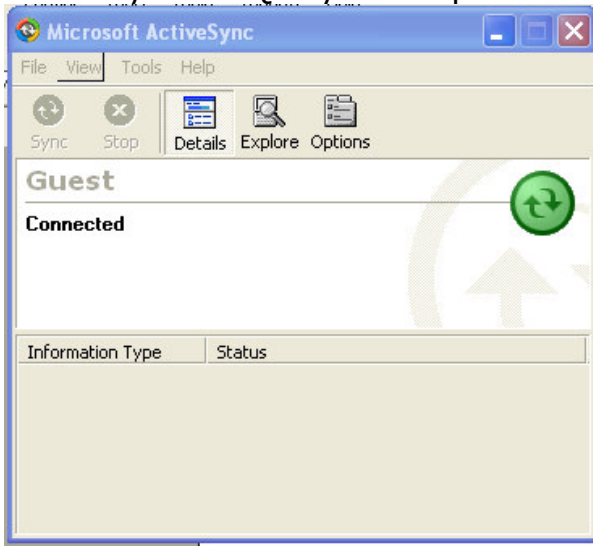 Microsoft ActiveSync
File View Tools Help
Sync Stop Details Explore Options
Guest
Connected
Information Type Status